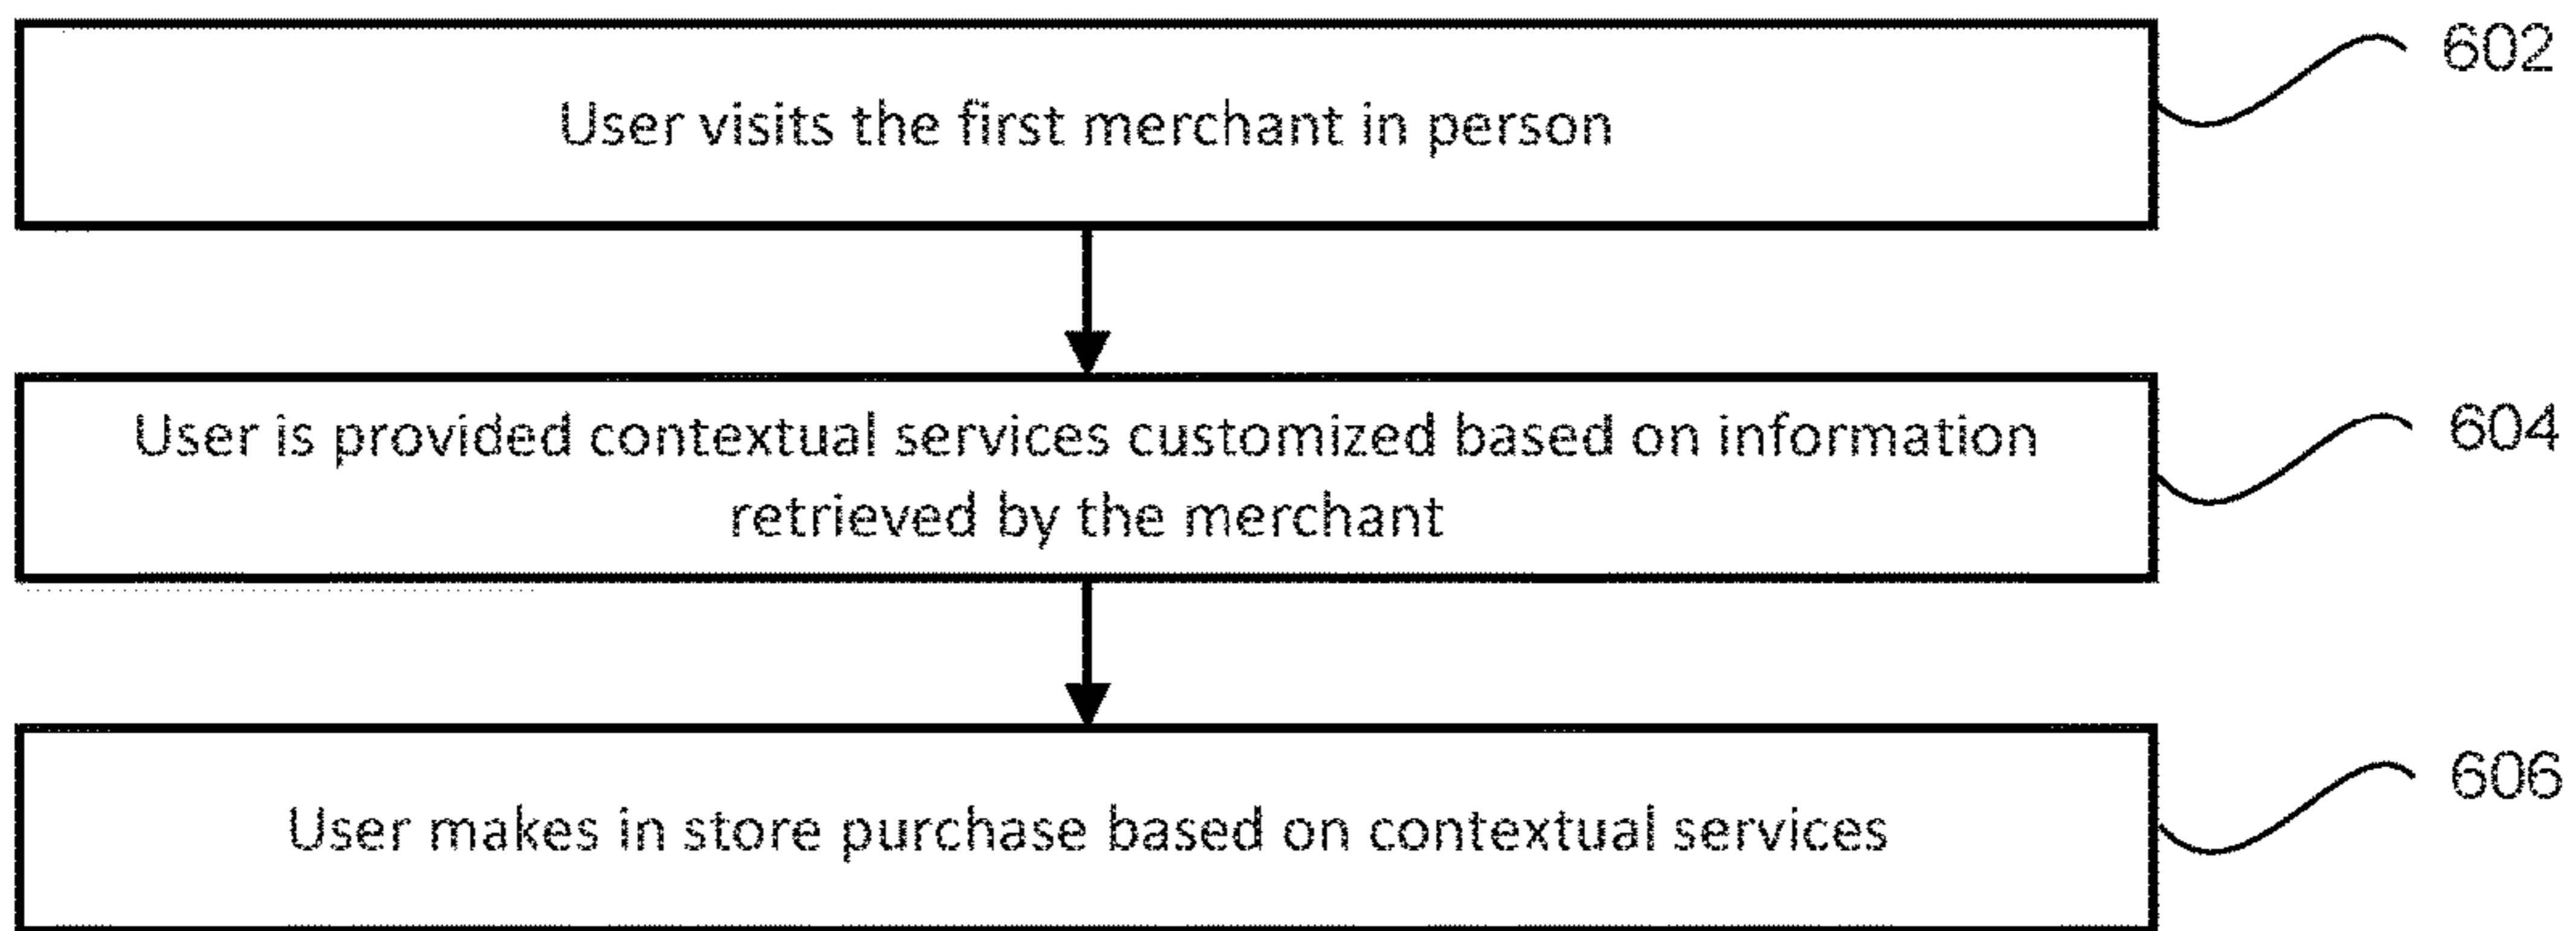 602
User visits the first merchant in person
604
User is provided contextual services customized based on information
retrieved by the merchant
606
User makes in store purchase based on contextual services